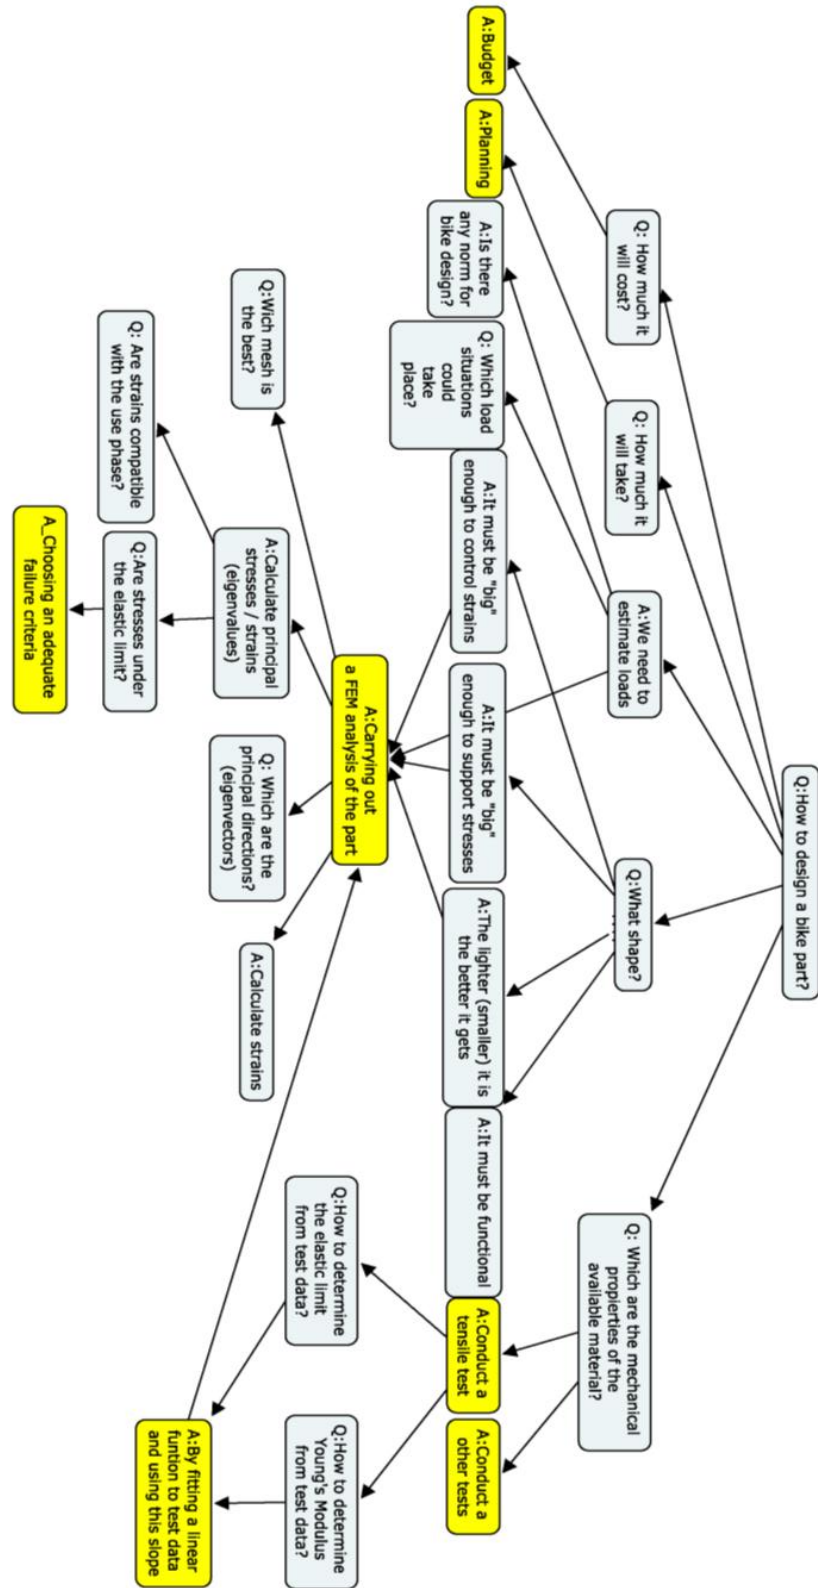 Q:How to design a bike part?
Q: How much it
will cost?
Q: How much it
will take?
A:We need to
estimate loads
Q:What shape?
Q: Which are the mechanical
propierties of the
available material?
A:Budget
A:Planning
A:Is there
any norm for
bike design?
Q: Which load
situations
could
take
place?
A:It must be "big"
enough to control strains
A:It must be "big"
enough to support stresses
A:The lighter (smaller) it is
the better it gets
A:It must be functional
A:Conduct a
tensile test
A:Conduct a
other tests
A:Carrying out
a FEM analysis of the part
Q:How to determine
the elastic limit
from test data?
Q:How to determine
Young's Modulus
from test data?
Q:Wich mesh is
the best?
A:Calculate principal
stresses / strains
(eigenvalues)
Q: Which are the
principal directions?
(eigenvectors)
A:Calculate strains
A:By fitting a linear
funtion to test data
and using this slope
Q: Are strains compatible
with the use phase?
Q:Are stresses under
the elastic limit?
A_Choosing an adequate
failure criteria